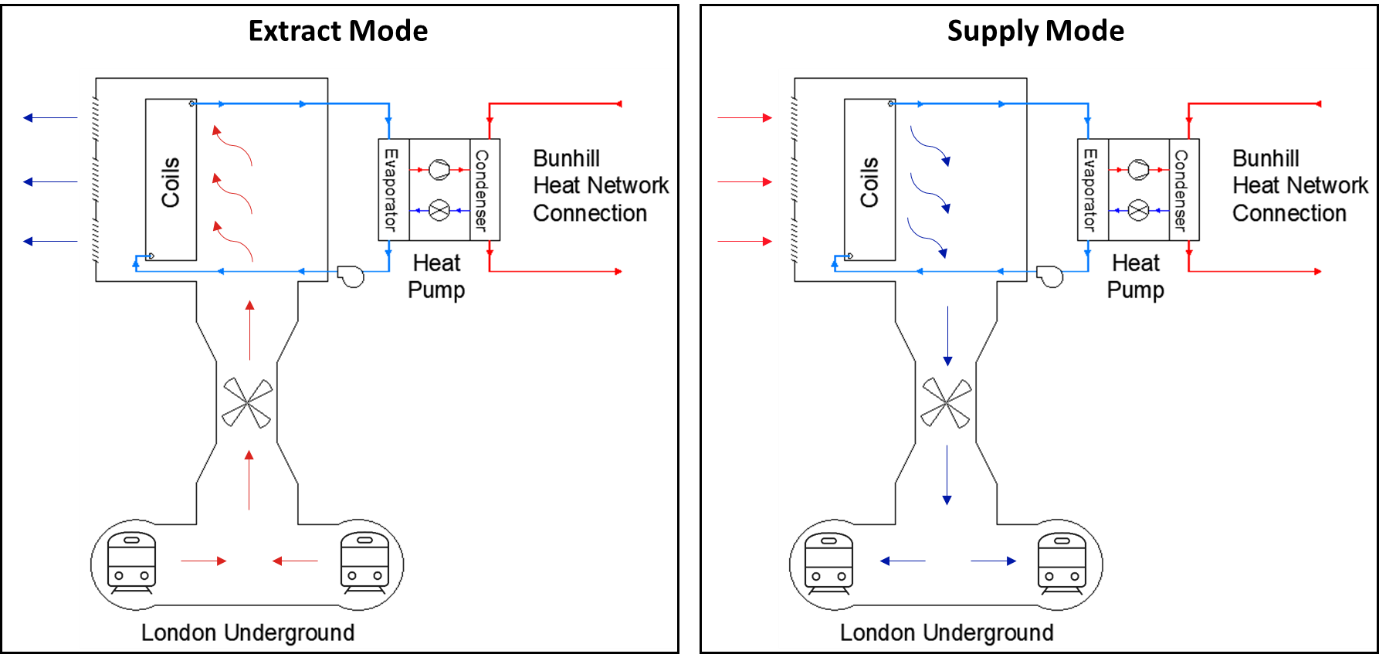 Extract Mode
Coils
Evaporator
Condenser
Bunhill
Heat Network
Connection
Heat
Pump
London Underground
Supply Mode
Coils
Evaporator
Condenser
Bunhill
Heat Network
Connection
Heat
Pump
London Underground